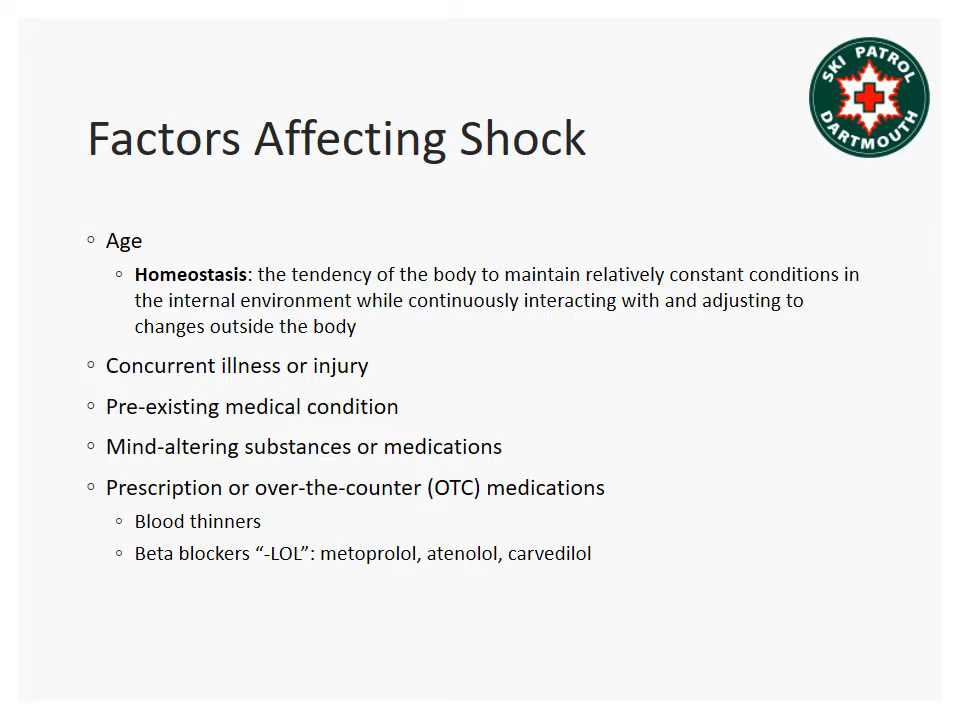 SKI PATROL
DARTMOUTH
Factors Affecting Shock
Age
Homeostasis: the tendency of the body to maintain relatively constant conditions in
the internal environment while continuously interacting with and adjusting to
changes outside the body
Concurrent illness or injury
Pre-existing medical condition
Mind-altering substances or medications
Prescription or over-the-counter (OTC) medications
Blood thinners
Beta blockers “-LOL”: metoprolol, atenolol, carvedilol